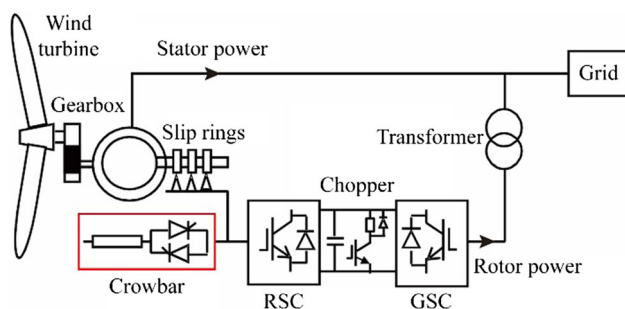 Wind
turbine
Stator power
Grid
Gearbox
Slip rings
Transformer
Chopper
Rotor power
Crowbar
RSC
GSC